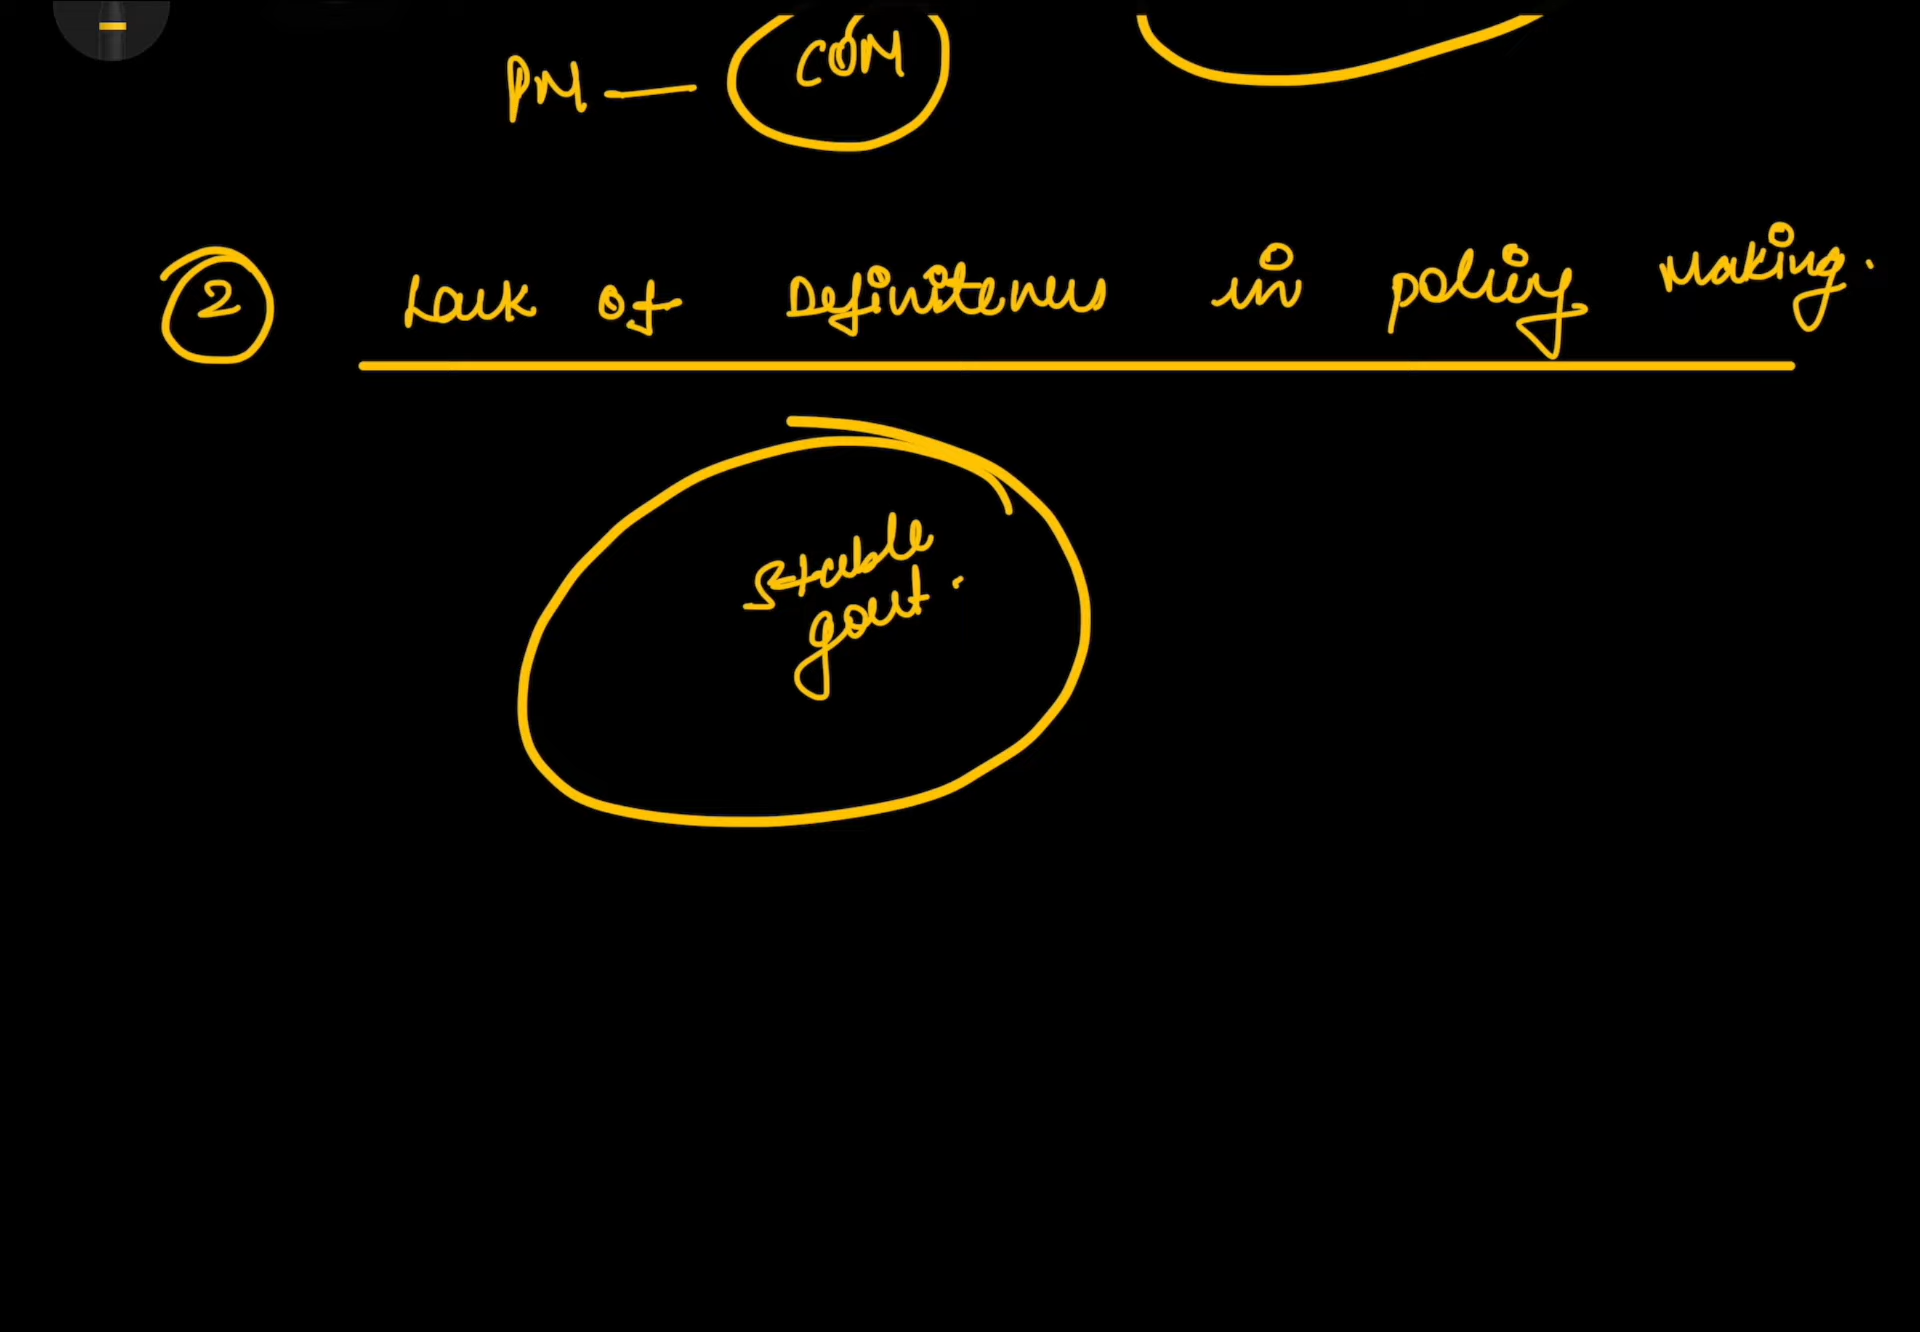 PM — COM
2 Lack of Definiteness in policy Making.
stable
govt.